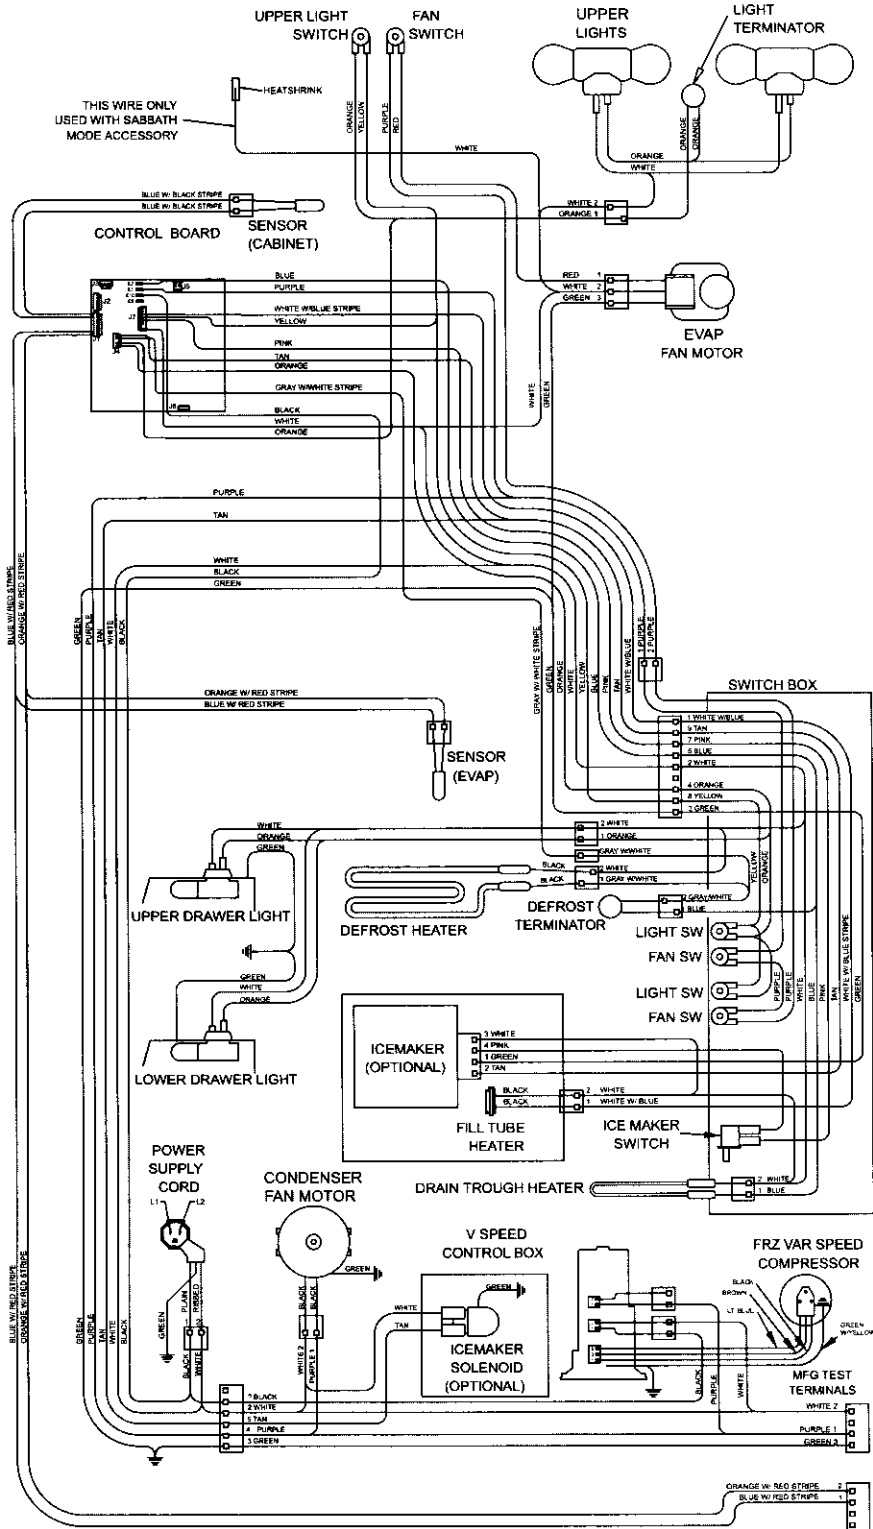 UPPER LIGHT
SWITCH
FAN
SWITCH
UPPER
LIGHTS
LIGHT
TERMINATOR
HEATSHRINK
THIS WIRE ONLY
USED WITH SABBATH
MODE ACCESSORY
ORANGE
YELLOW
PURPLE
RED
WHITE
ORANGE
ORANGE
ORANGE
WHITE
BLUE W/ BLACK STRIPE
BLUE W/ BLACK STRIPE
SENSOR
(CABINET)
CONTROL BOARD
WHITE 2
ORANGE 1
RED 1
WHITE 2
GREEN 3
EVAP
FAN MOTOR
J2
J5
J7
J4
J6
BLUE
PURPLE
WHITE W/BLUE STRIPE
YELLOW
PINK
TAN
ORANGE
GRAY W/WHITE STRIPE
BLACK
WHITE
ORANGE
WHITE
GREEN
PURPLE
TAN
WHITE
BLACK
GREEN
BLUE W/ RED STRIPE
ORANGE W/ RED STRIPE
GREEN
PURPLE
TAN
WHITE
BLACK
GRAY W/ WHITE STRIPE
GREEN
ORANGE
WHITE
YELLOW
BLUE
PINK
TAN
WHITE W/BLUE
1 PURPLE
2 PURPLE
ORANGE W/ RED STRIPE
BLUE W/ RED STRIPE
SENSOR
(EVAP)
SWITCH BOX
1 WHITE W/BLUE
7 PINK
5 BLUE
2 WHITE
4 ORANGE
8 YELLOW
3 GREEN
WHITE
ORANGE
GREEN
2 WHITE
1 ORANGE
GRAY W/WHITE
BLACK
BLACK
2 WHITE
1 GRAY W/WHITE
YELLOW
ORANGE
UPPER DRAWER LIGHT
DEFROST HEATER
DEFROST
TERMINATOR
2 GRAY/WHITE
BLUE
LIGHT SW
FAN SW
LIGHT SW
FAN SW
PURPLE
PURPLE
WHITE
BLUE
PINK
TAN
WHITE W/ BLUE STRIPE
GREEN
GREEN
WHITE
ORANGE
LOWER DRAWER LIGHT
ICEMAKER
(OPTIONAL)
3 WHITE
4 PINK
1 GREEN
2 TAN
BLACK
BLACK
2 WHITE
1 WHITE W/ BLUE
FILL TUBE
HEATER
ICE MAKER
SWITCH
DRAIN TROUGH HEATER
2 WHITE
1 BLUE
POWER
SUPPLY
CORD
L1
L2
CONDENSER
FAN MOTOR
GREEN
V SPEED
CONTROL BOX
FRZ VAR SPEED
COMPRESSOR
BLACK
BROWN
LT BLUE
GREEN
W/YELLOW
BLUE W/ RED STRIPE
ORANGE W/ RED STRIPE
GREEN
PURPLE
TAN
WHITE
BLACK
GREEN
PLAIN
RIBBED
1
2
BLACK
WHITE
BLACK
BLACK
WHITE 2
PURPLE 1
WHITE
TAN
GREEN
ICEMAKER
SOLENOID
(OPTIONAL)
BLACK
PURPLE
WHITE
MFG TEST
TERMINALS
BLACK
2 WHITE
5 TAN
4 PURPLE
3 GREEN
WHITE 2
PURPLE 1
GREEN 3
ORANGE W/ RED STRIPE 2
BLUE W/ RED STRIPE 1